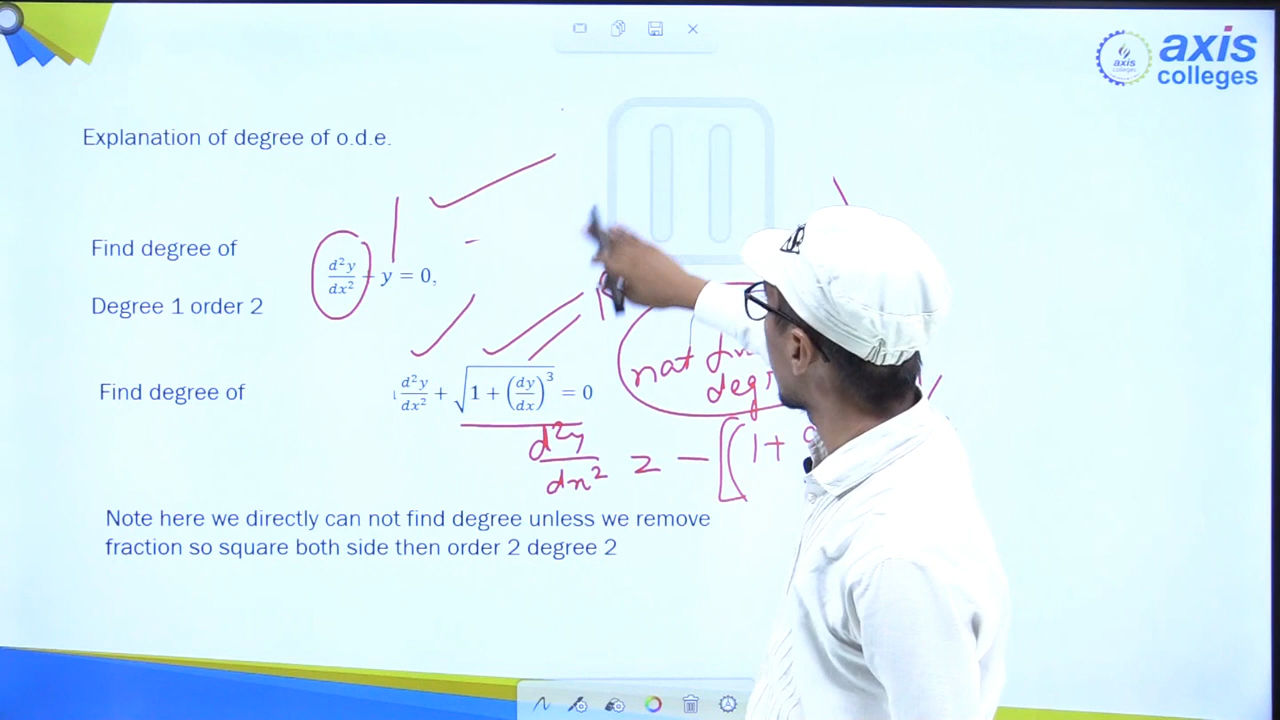 axis
colleges
axis
colleges
Explanation of degree of o.d.e.
Find degree of
d²y/dx² + y = 0,
Degree 1 order 2
Find degree of
d²y/dx² + √(1 + (dy/dx)³) = 0
not
deg
d²y/dx² = - [(1+
Note here we directly can not find degree unless we remove
fraction so square both side then order 2 degree 2